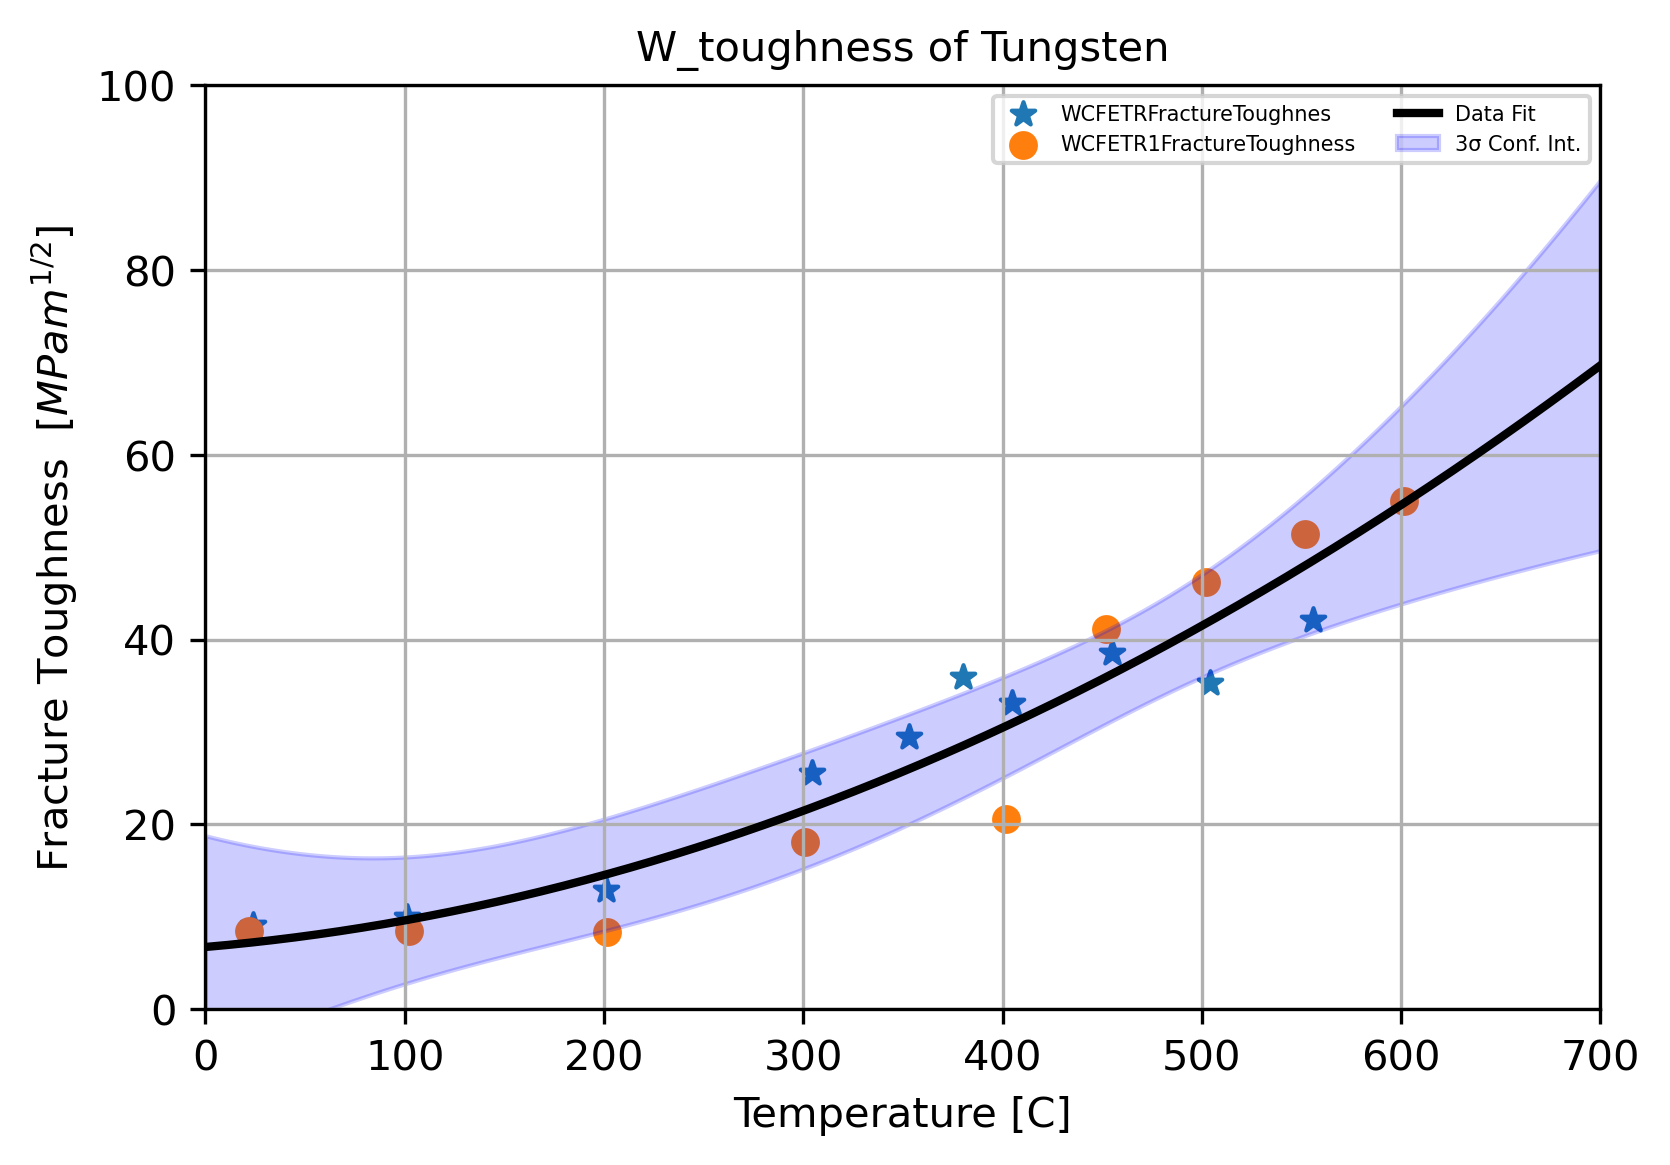 W_toughness of Tungsten
WCFETRFractureToughnes
WCFETR1FractureToughness
Data Fit
3σ Conf. Int.
Fracture Toughness [MPam^{1/2}]
100
80
60
40
20
0
0 100 200 300 400 500 600 700
Temperature [C]